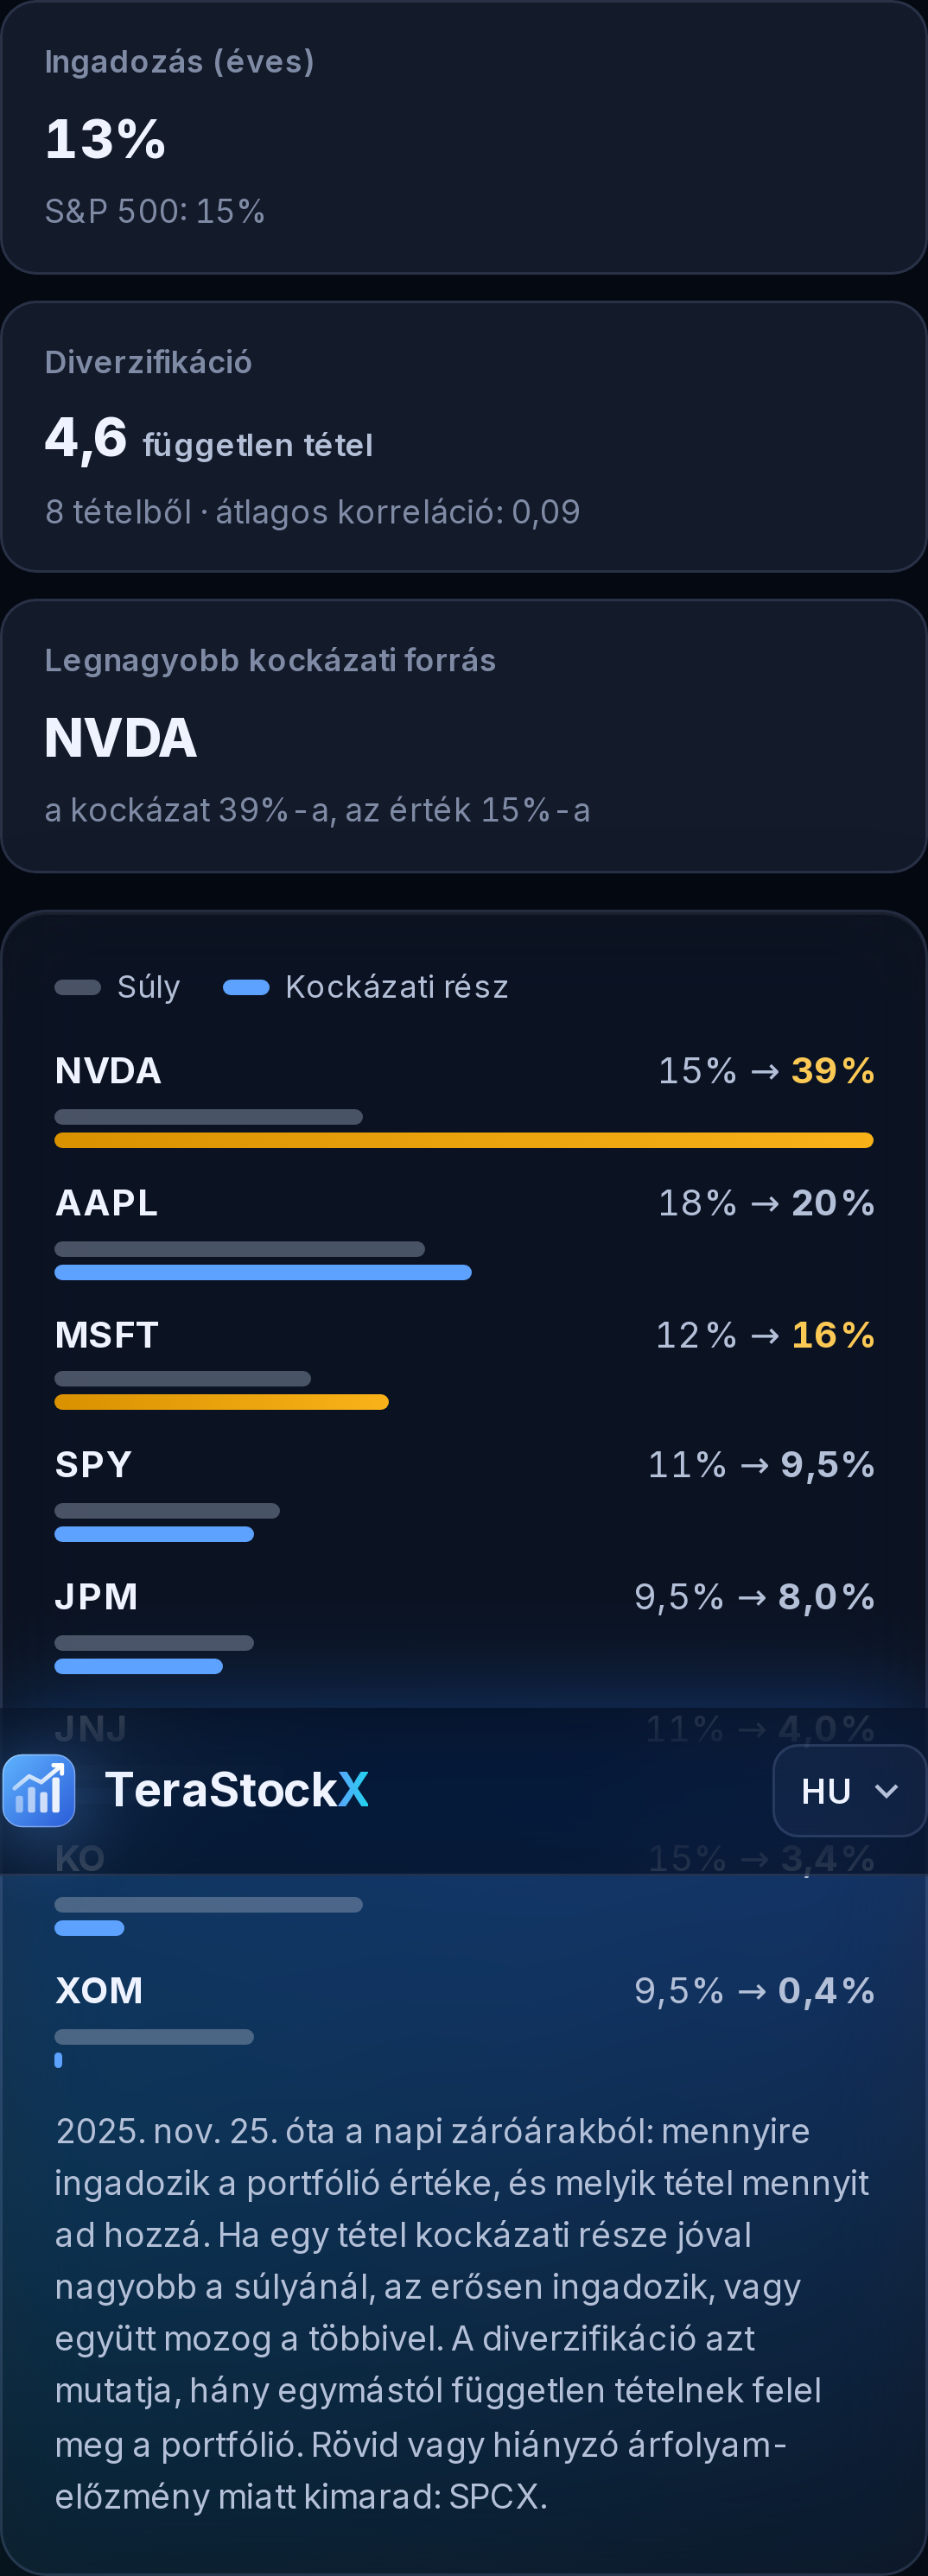 Ingadozás (éves)
13%
S&P 500: 15%
Diverzifikáció
4,6 független tétel
8 tételből · átlagos korreláció: 0,09
Legnagyobb kockázati forrás
NVDA
a kockázat 39%-a, az érték 15%-a
Súly Kockázati rész
NVDA 15% → 39%
AAPL 18% → 20%
MSFT 12% → 16%
SPY 11% → 9,5%
JPM 9,5% → 8,0%
JNJ 11% → 4,0%
TeraStockX HU
KO 15% → 3,4%
XOM 9,5% → 0,4%
2025. nov. 25. óta a napi záróárakból: mennyire
ingadozik a portfólió értéke, és melyik tétel mennyit
ad hozzá. Ha egy tétel kockázati része jóval
nagyobb a súlyánál, az erősen ingadozik, vagy
együtt mozog a többivel. A diverzifikáció azt
mutatja, hány egymástól független tételnek felel
meg a portfólió. Rövid vagy hiányzó árfolyam-
előzmény miatt kimarad: SPCX.